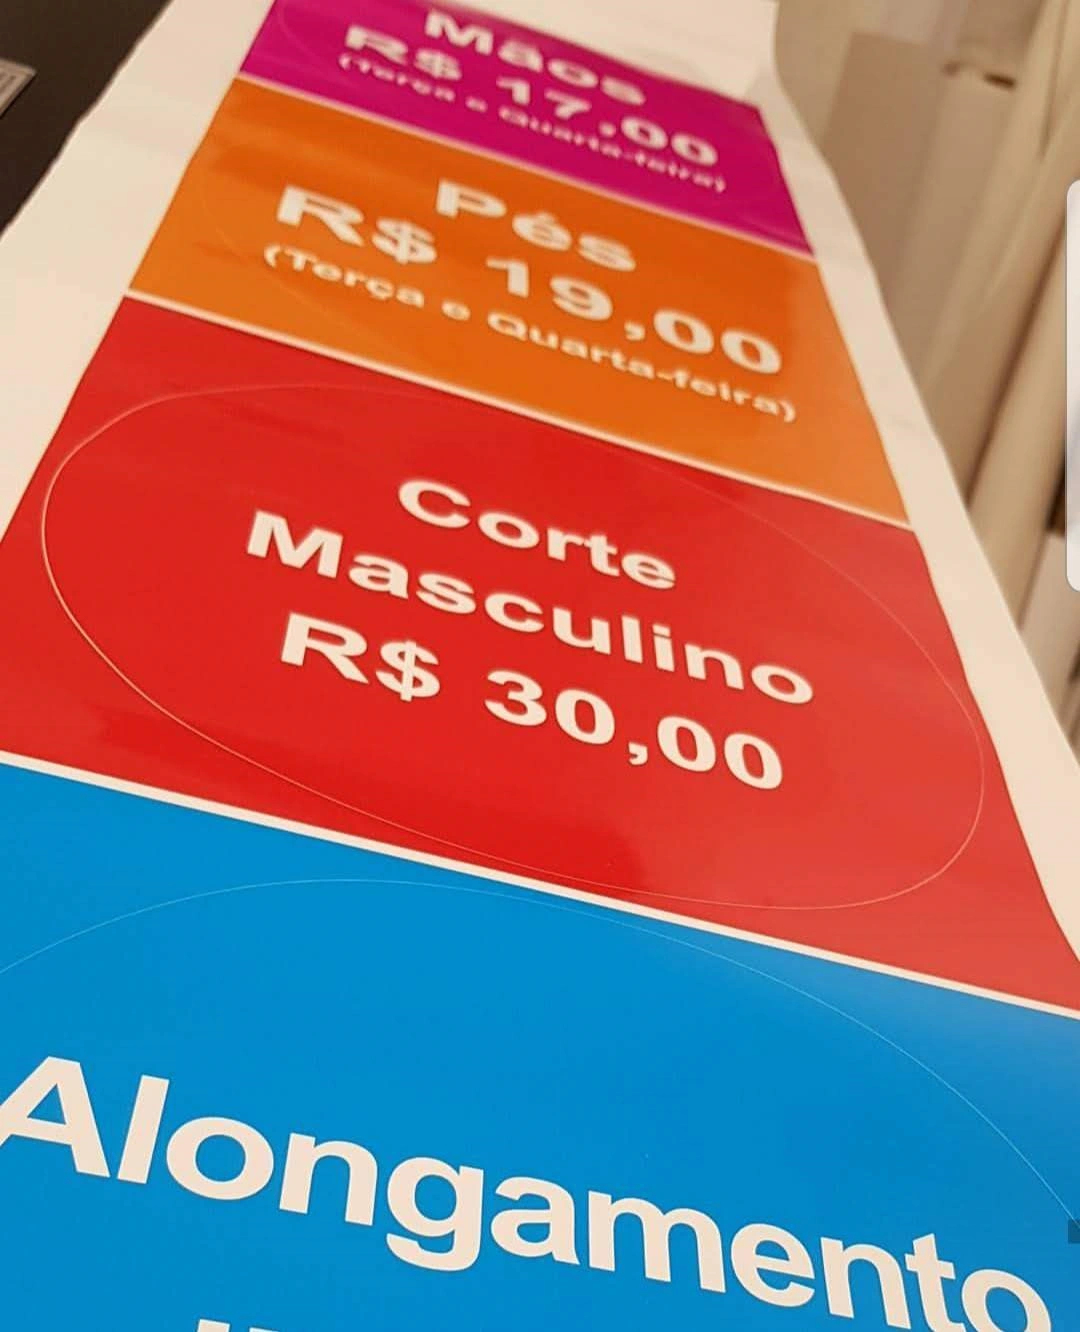 Mãos
R$ 17,00
(Terça e Quarta-feira)
Pés
R$ 19,00
(Terça e Quarta-feira)
Corte
Masculino
R$ 30,00
Alongamento